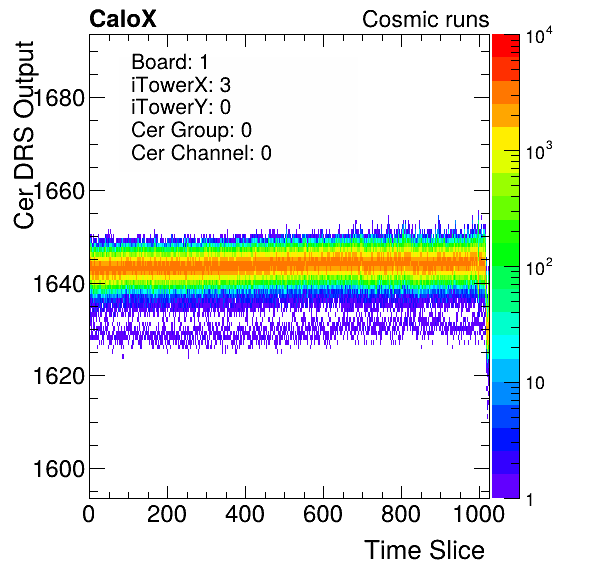 CaloX Cosmic runs
Board: 1
iTowerX: 3
iTowerY: 0
Cer Group: 0
Cer Channel: 0
Cer DRS Output
1680
1660
1640
1620
1600
0 200 400 600 800 1000
Time Slice
10^4
10^3
10^2
10
1